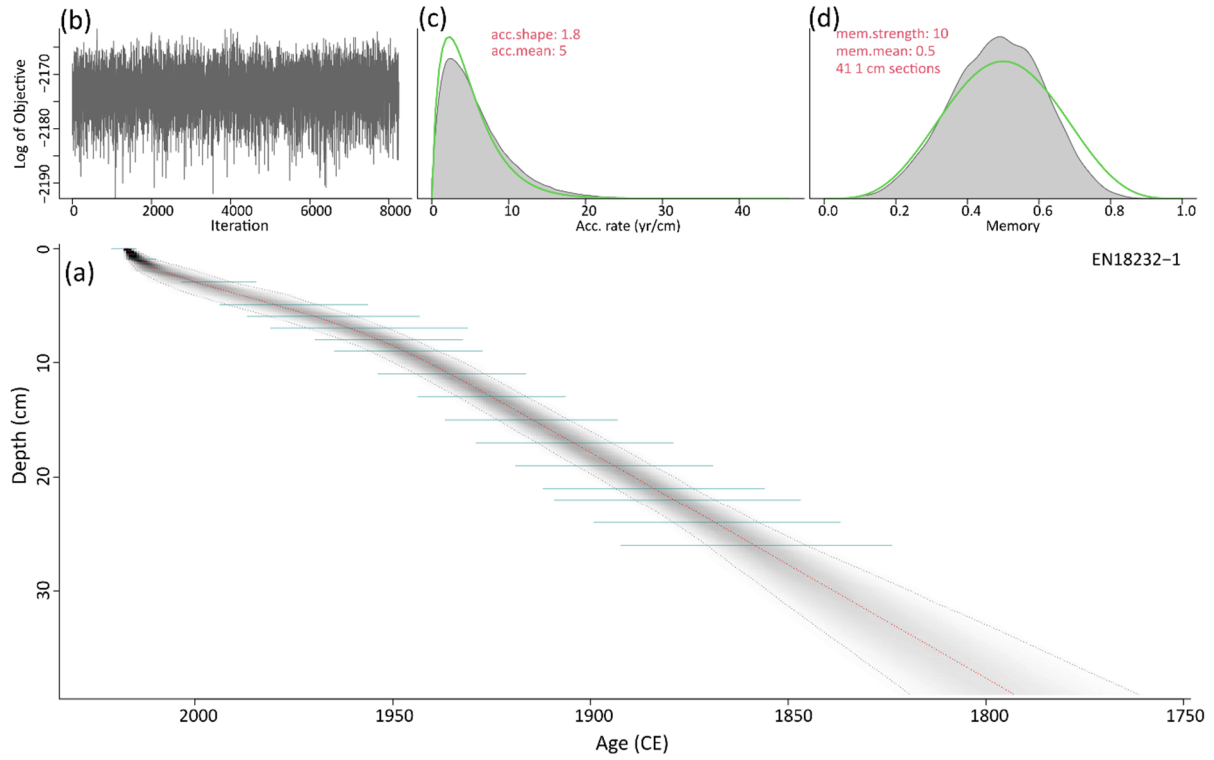 (b)
Log of Objective
-2170
-2180
-2190
0 2000 4000 6000 8000
Iteration
(c)
acc.shape: 1.8
acc.mean: 5
0 10 20 30 40
Acc. rate (yr/cm)
(d)
mem.strength: 10
mem.mean: 0.5
41 1 cm sections
0.0 0.2 0.4 0.6 0.8 1.0
Memory
(a)
EN18232−1
Depth (cm)
0
10
20
30
2000 1950 1900 1850 1800 1750
Age (CE)